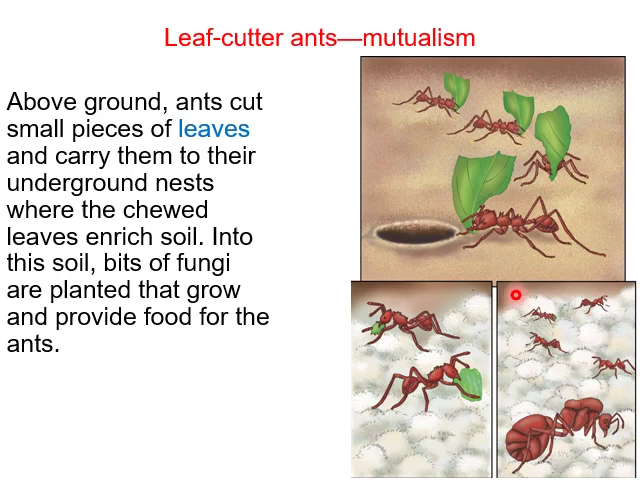 Leaf-cutter ants—mutualism
Above ground, ants cut
small pieces of leaves
and carry them to their
underground nests
where the chewed
leaves enrich soil. Into
this soil, bits of fungi
are planted that grow
and provide food for the
ants.